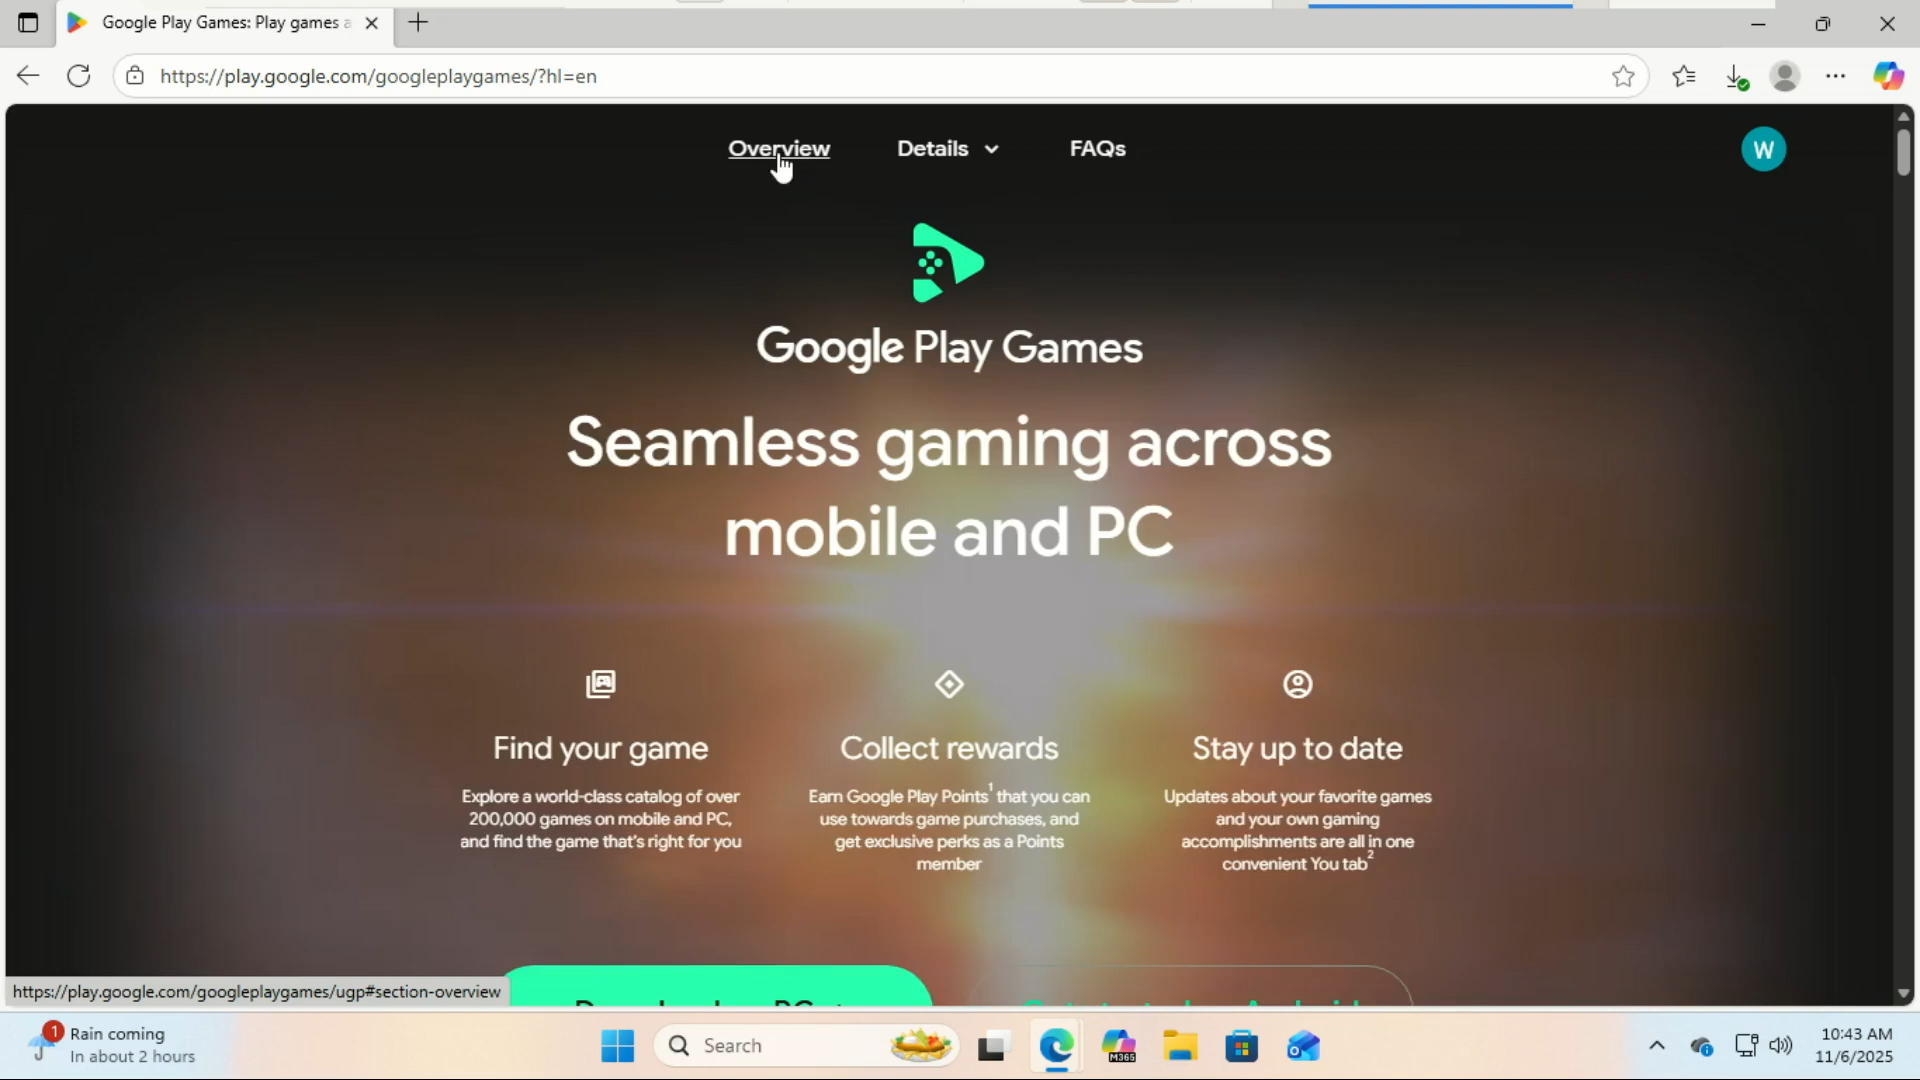 Google Play Games: Play games a
https://play.google.com/googleplaygames/?hl=en
Overview
Details
FAQs
W
Google Play Games
Seamless gaming across
mobile and PC
Find your game
Explore a world-class catalog of over
200,000 games on mobile and PC,
and find the game that's right for you
Collect rewards
Earn Google Play Points¹ that you can
use towards game purchases, and
get exclusive perks as a Points
member
Stay up to date
Updates about your favorite games
and your own gaming
accomplishments are all in one
convenient You tab²
https://play.google.com/googleplaygames/ugp#section-overview
1
Rain coming
In about 2 hours
Search
M365
10:43 AM
11/6/2025